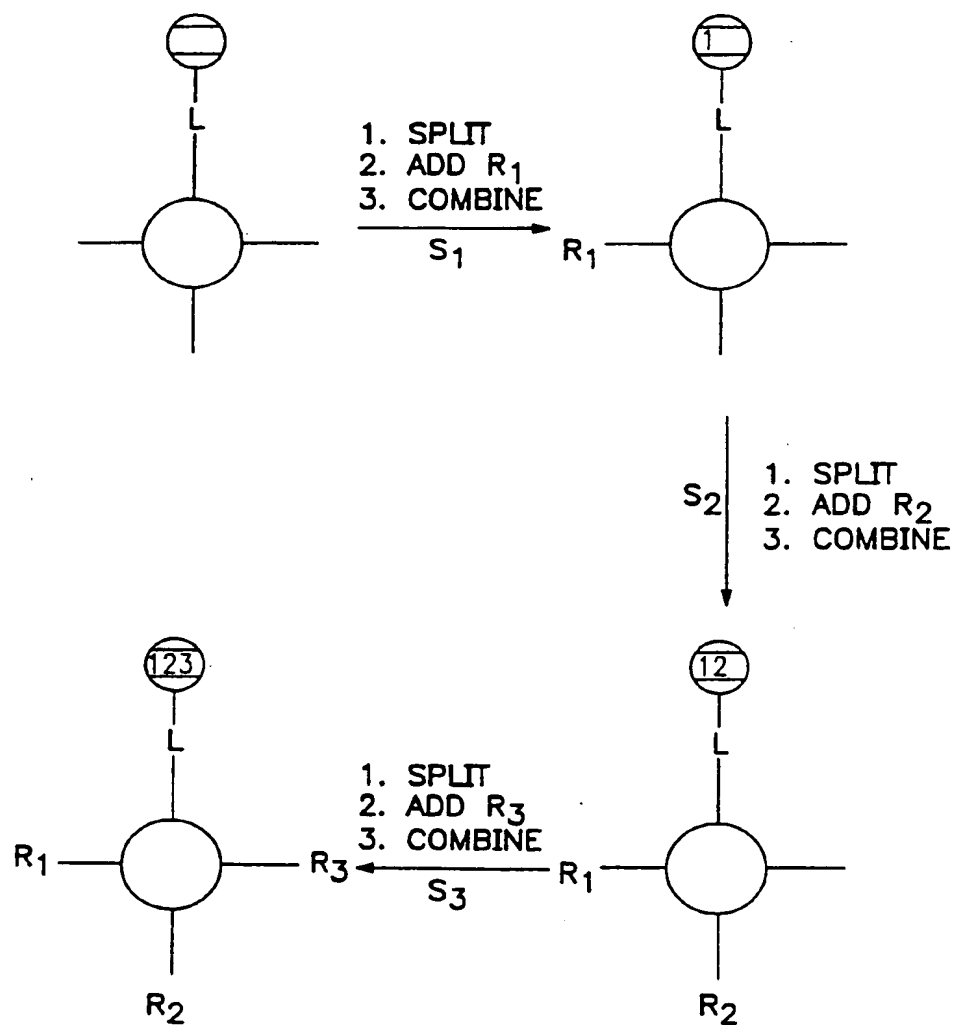 1
L
L
1. SPLIT
2. ADD R₁
3. COMBINE
S₁
R₁
S₂
1. SPLIT
2. ADD R₂
3. COMBINE
123
12
L
L
1. SPLIT
2. ADD R₃
3. COMBINE
R₁
R₃
S₃
R₁
R₂
R₂